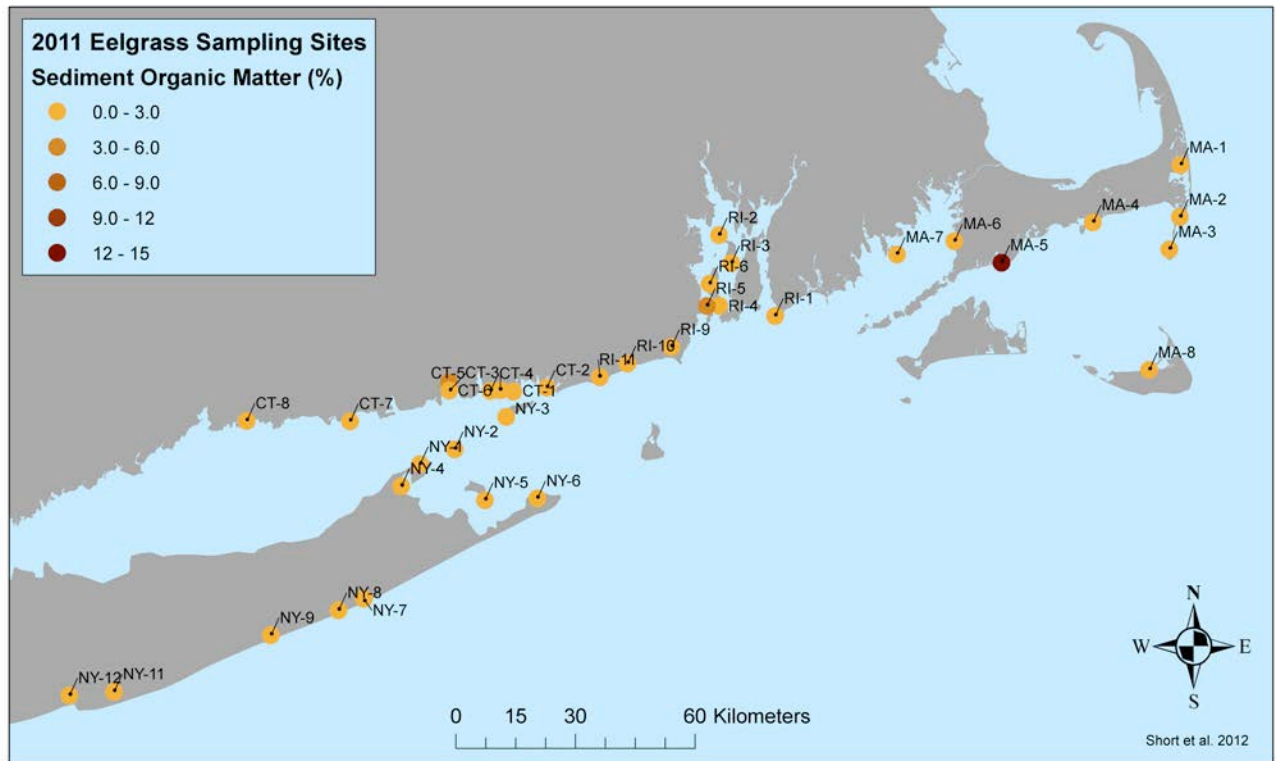 2011 Eelgrass Sampling Sites
Sediment Organic Matter (%)
0.0 - 3.0
3.0 - 6.0
6.0 - 9.0
9.0 - 12
12 - 15
MA-1
MA-2
MA-3
MA-4
MA-5
MA-6
MA-7
MA-8
RI-2
RI-3
RI-6
RI-5
RI-4
RI-1
RI-9
RI-10
RI-11
CT-2
CT-5
CT-3
CT-4
CT-6
CT-1
CT-8
CT-7
NY-3
NY-2
NY-1
NY-4
NY-5
NY-6
NY-8
NY-7
NY-9
NY-12
NY-11
N
W
E
S
0 15 30 60 Kilometers
Short et al. 2012